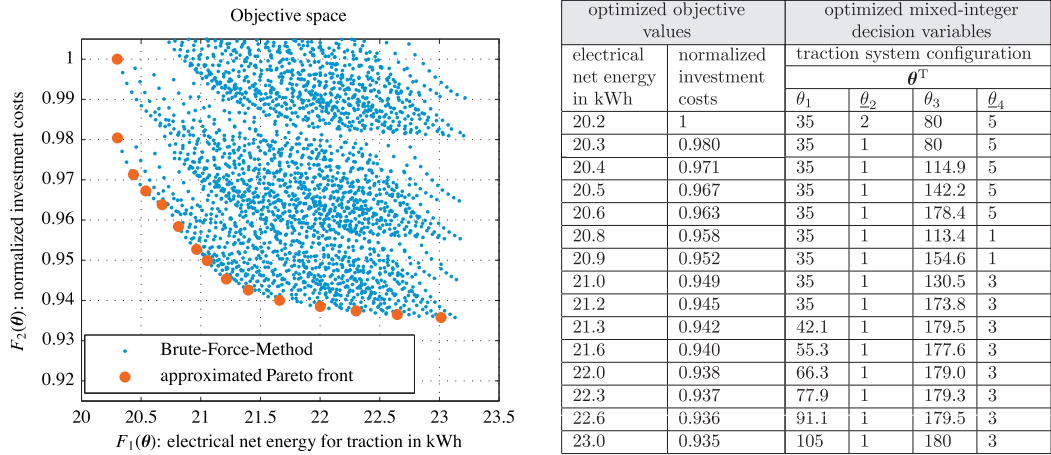 Objective space
F₂(θ): normalized investment costs
1
0.99
0.98
0.97
0.96
0.95
0.94
0.93
0.92
Brute-Force-Method
approximated Pareto front
20 20.5 21 21.5 22 22.5 23 23.5
F₁(θ): electrical net energy for traction in kWh
optimized objective values optimized mixed-integer decision variables
electrical net energy in kWh normalized investment costs traction system configuration
θᵀ
θ₁ θ₂ θ₃ θ₄
20.2 1 35 2 80 5
20.3 0.980 35 1 80 5
20.4 0.971 35 1 114.9 5
20.5 0.967 35 1 142.2 5
20.6 0.963 35 1 178.4 5
20.8 0.958 35 1 113.4 1
20.9 0.952 35 1 154.6 1
21.0 0.949 35 1 130.5 3
21.2 0.945 35 1 173.8 3
21.3 0.942 42.1 1 179.5 3
21.6 0.940 55.3 1 177.6 3
22.0 0.938 66.3 1 179.0 3
22.3 0.937 77.9 1 179.3 3
22.6 0.936 91.1 1 179.5 3
23.0 0.935 105 1 180 3